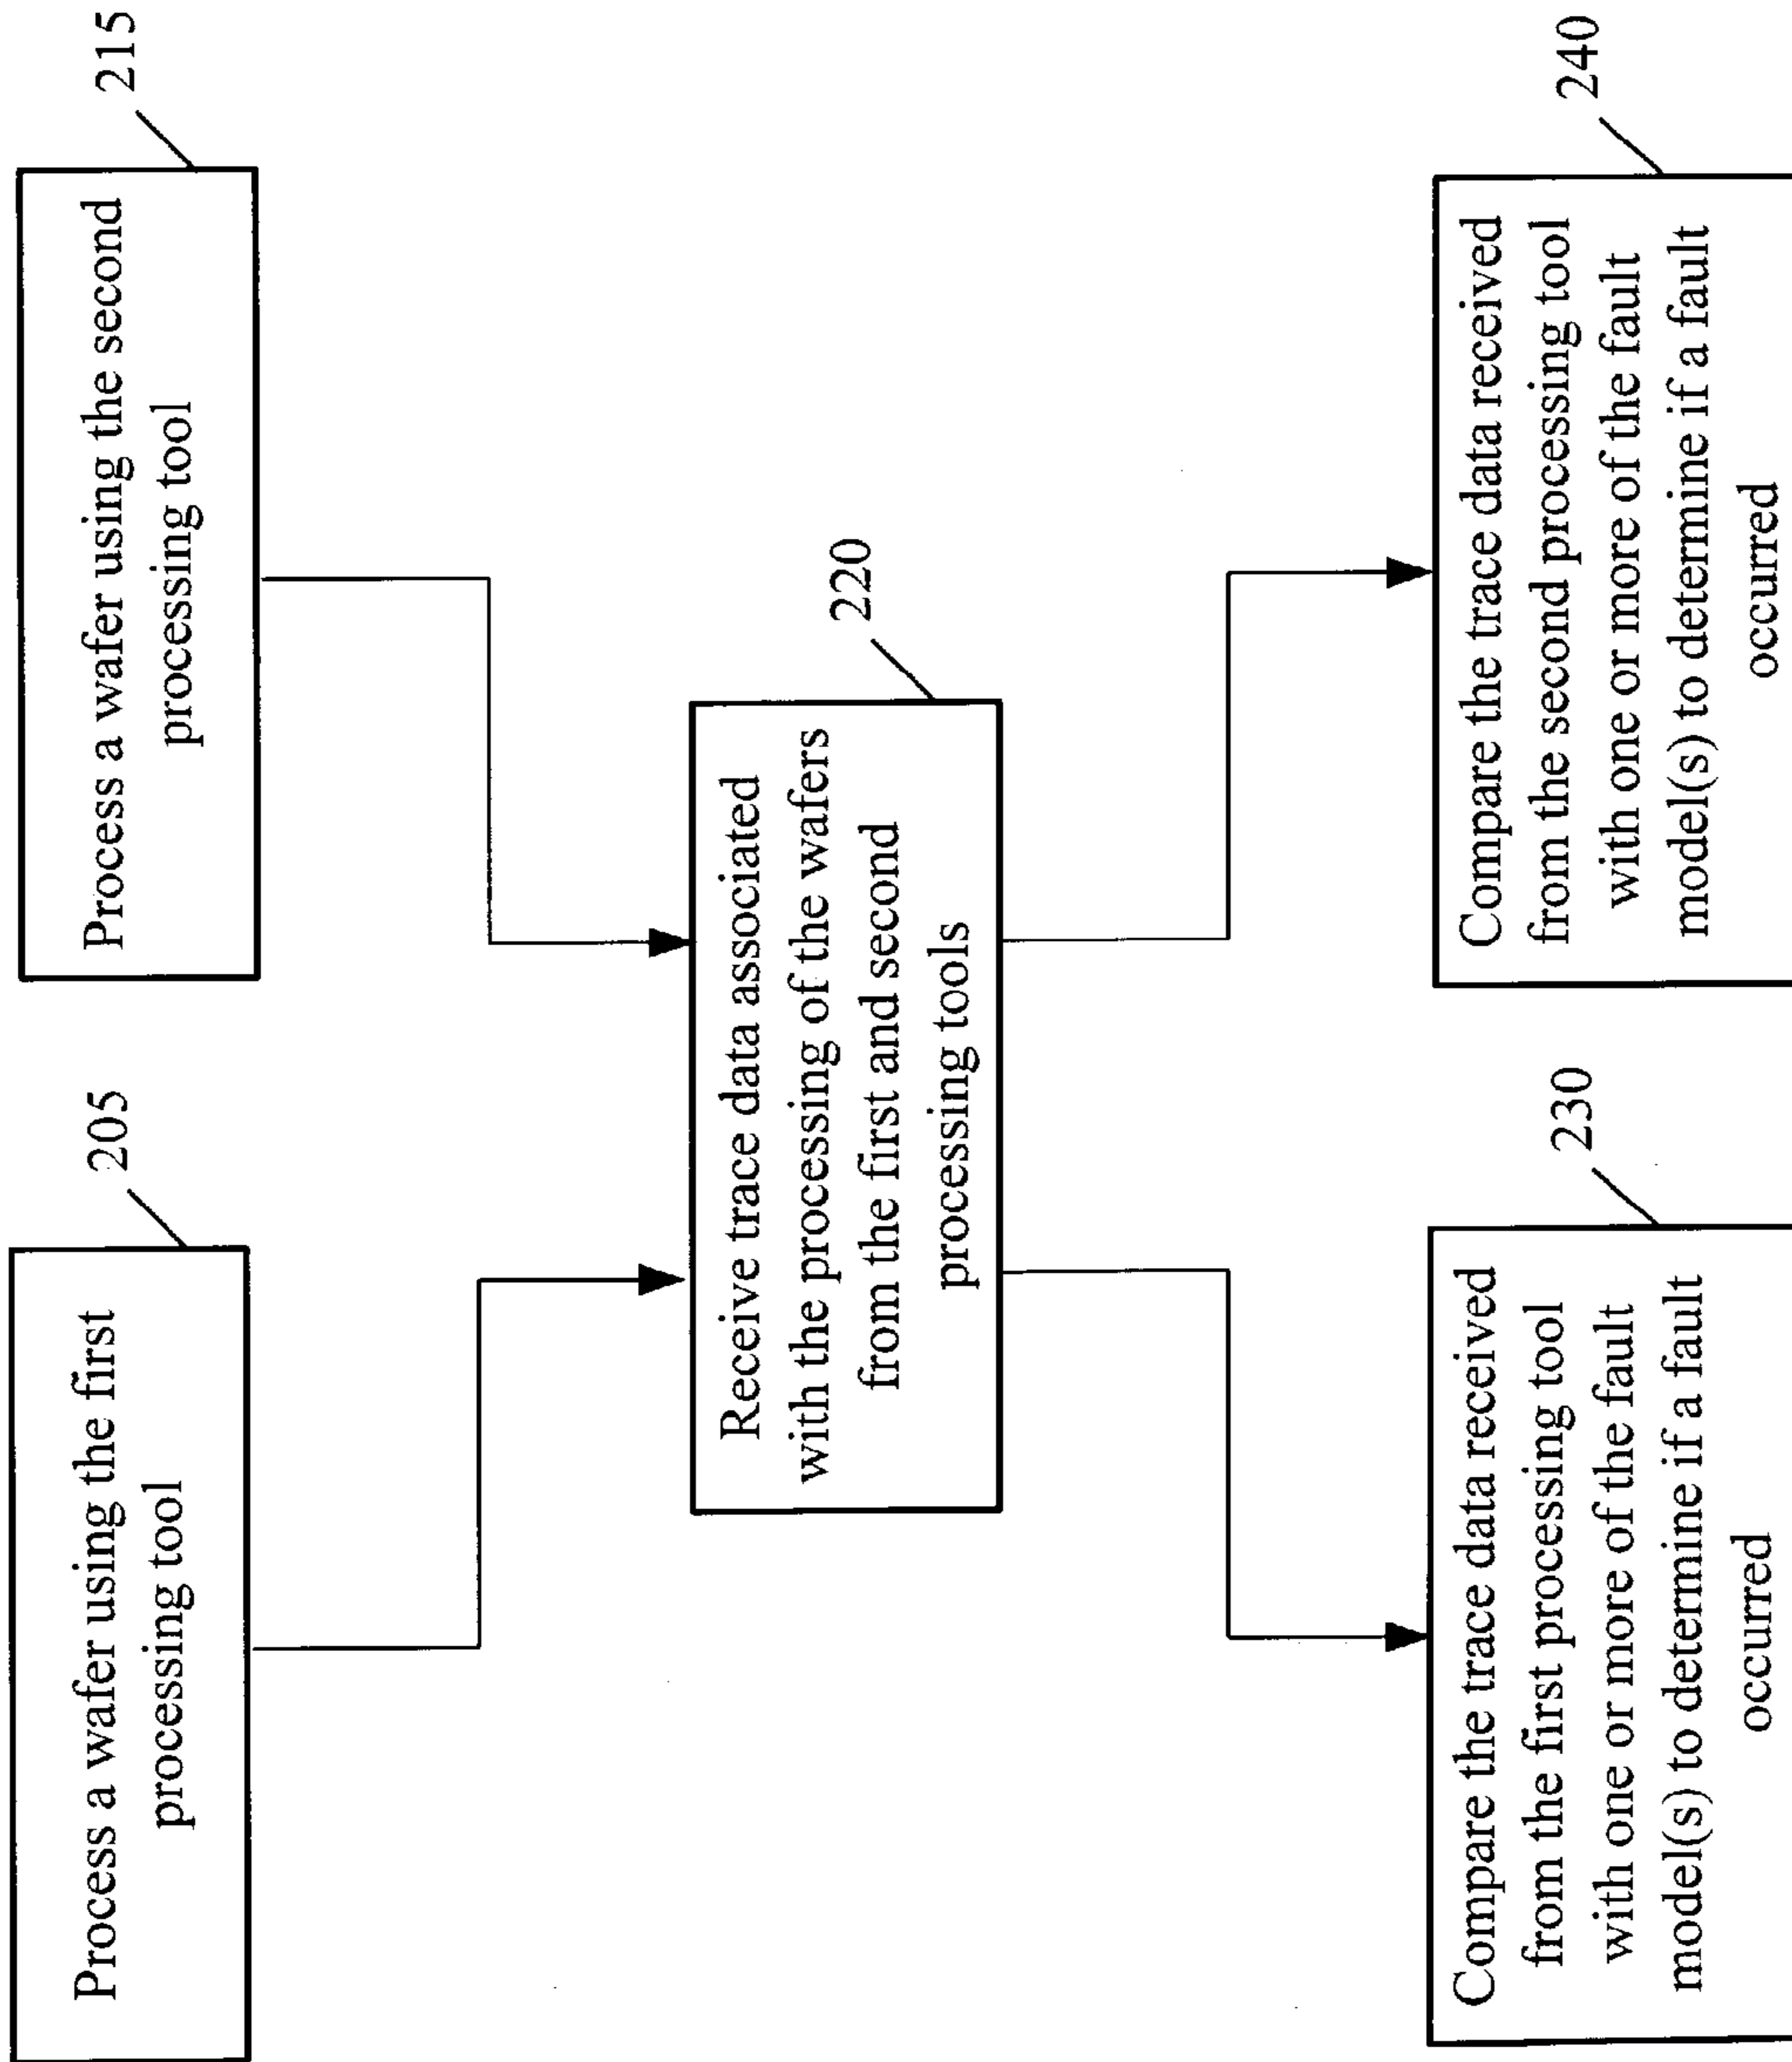 205
Process a wafer using the first
processing tool
215
Process a wafer using the second
processing tool
220
Receive trace data associated
with the processing of the wafers
from the first and second
processing tools
230
Compare the trace data received
from the first processing tool
with one or more of the fault
model(s) to determine if a fault
occurred
240
Compare the trace data received
from the second processing tool
with one or more of the fault
model(s) to determine if a fault
occurred